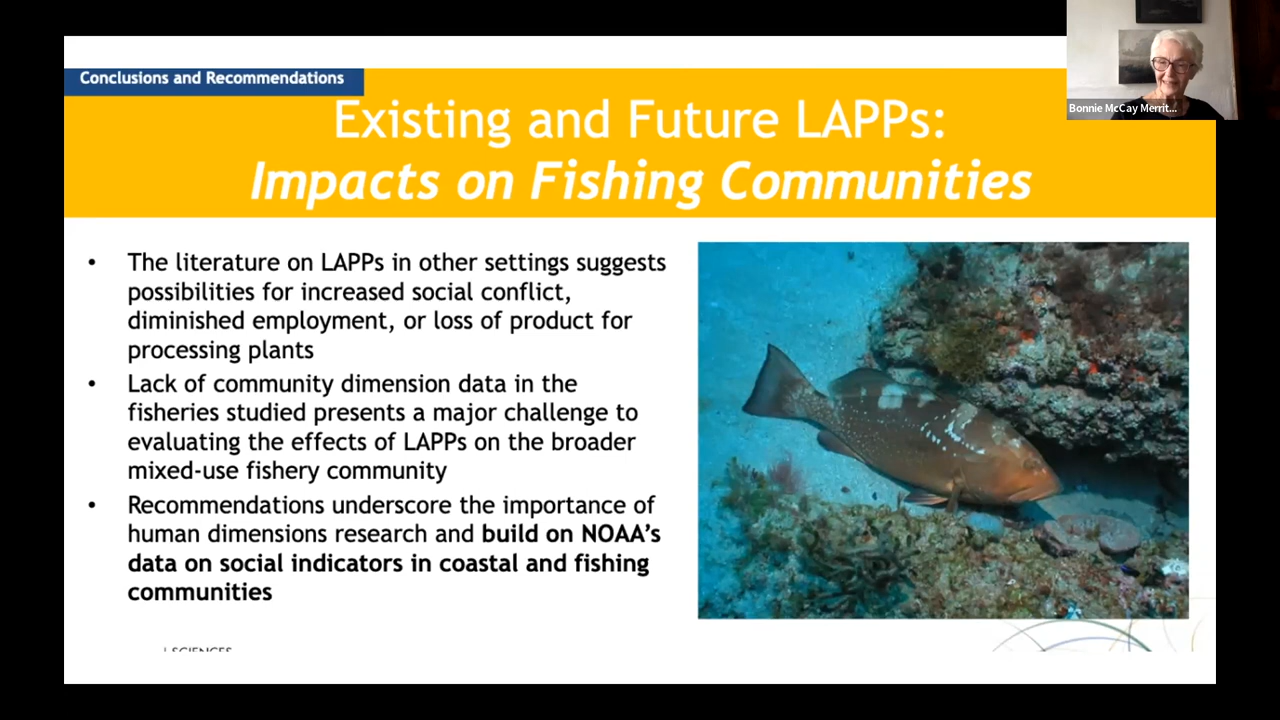 Conclusions and Recommendations
Bonnie McCay Merrit...
Existing and Future LAPPs:
Impacts on Fishing Communities
• The literature on LAPPs in other settings suggests
possibilities for increased social conflict,
diminished employment, or loss of product for
processing plants
• Lack of community dimension data in the
fisheries studied presents a major challenge to
evaluating the effects of LAPPs on the broader
mixed-use fishery community
• Recommendations underscore the importance of
human dimensions research and build on NOAA's
data on social indicators in coastal and fishing
communities
SCIENCES